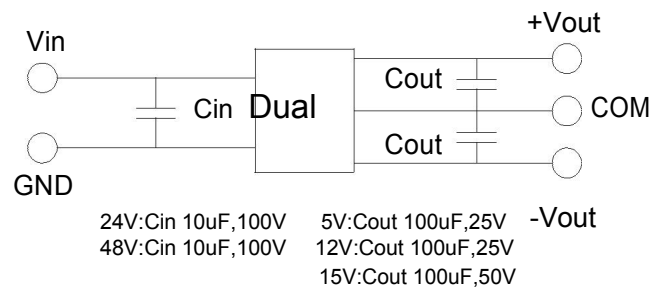 +Vout
Vin
Cout
Cin
Dual
COM
Cout
GND
-Vout
24V:Cin 10uF,100V
5V:Cout 100uF,25V
48V:Cin 10uF,100V
12V:Cout 100uF,25V
15V:Cout 100uF,50V